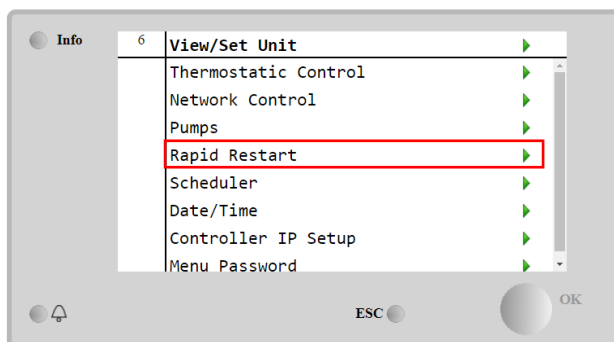 Info
6 View/Set Unit
Thermostatic Control
Network Control
Pumps
Rapid Restart
Scheduler
Date/Time
Controller IP Setup
Menu Password
ESC
OK